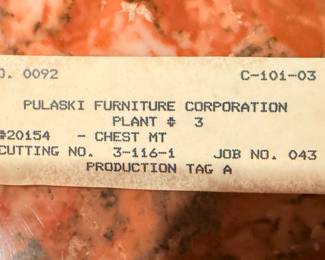 O. 0092 C-101-03
PULASKI FURNITURE CORPORATION
PLANT # 3
#20154 - CHEST MT
CUTTING NO. 3-116-1 JOB NO. 043
PRODUCTION TAG A